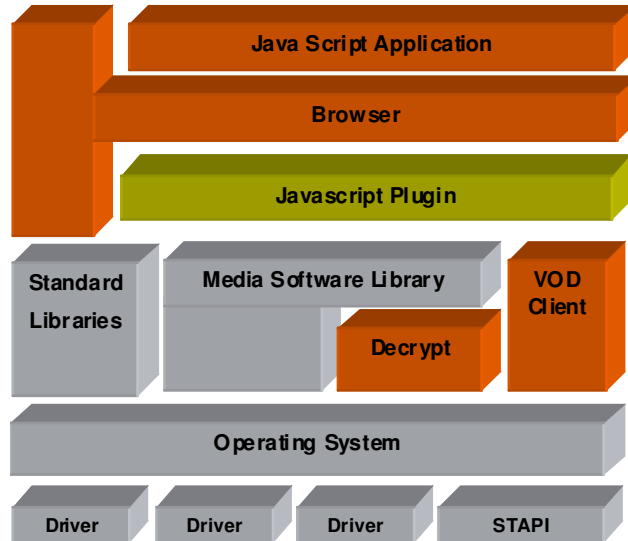 Java Script Application
Browser
Javascript Plugin
Standard
Libraries
Media Software Library
VOD
Client
Decrypt
Operating System
Driver
Driver
Driver
STAPI